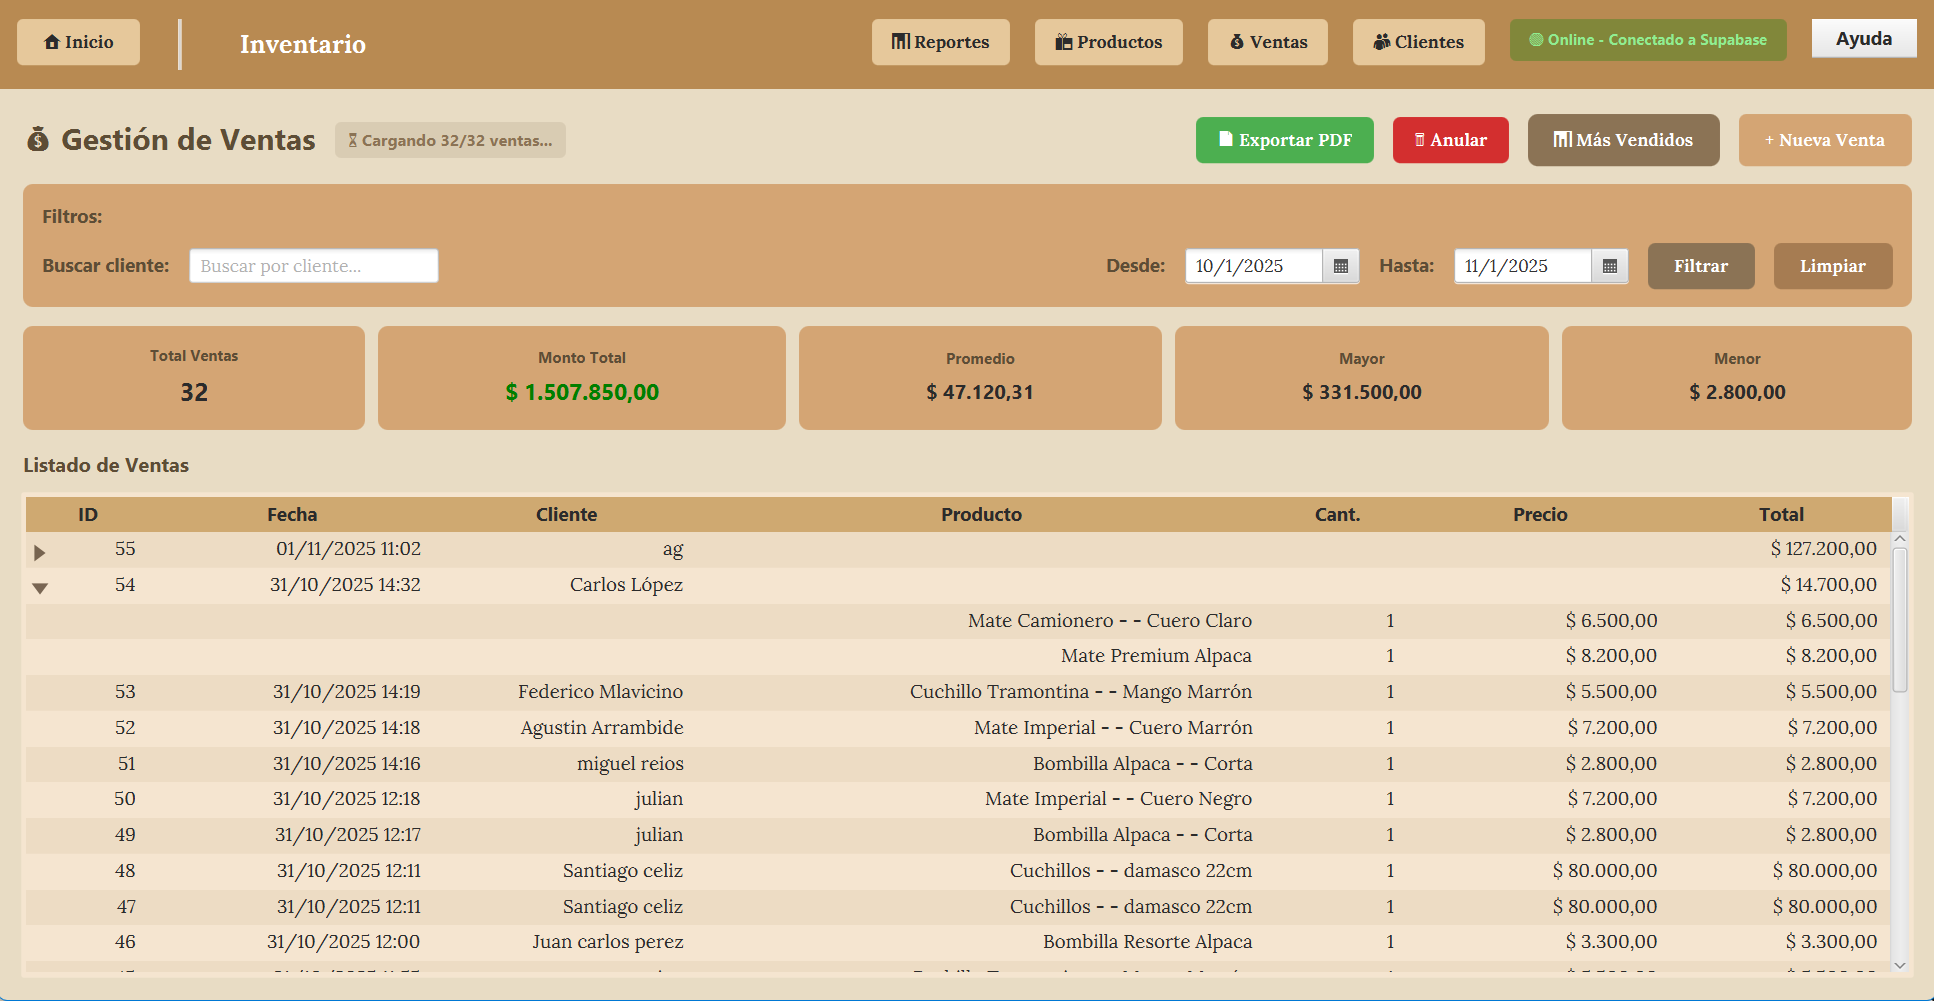 Inicio
Inventario
Reportes
Productos
Ventas
Clientes
Online - Conectado a Supabase
Ayuda
Gestión de Ventas
Cargando 32/32 ventas...
Exportar PDF
Anular
Más Vendidos
+ Nueva Venta
Filtros:
Buscar cliente:
Buscar por cliente...
Desde:
10/1/2025
Hasta:
11/1/2025
Filtrar
Limpiar
Total Ventas
32
Monto Total
$ 1.507.850,00
Promedio
$ 47.120,31
Mayor
$ 331.500,00
Menor
$ 2.800,00
Listado de Ventas
ID Fecha Cliente Producto Cant. Precio Total
55 01/11/2025 11:02 ag $ 127.200,00
54 31/10/2025 14:32 Carlos López $ 14.700,00
Mate Camionero - - Cuero Claro 1 $ 6.500,00 $ 6.500,00
Mate Premium Alpaca 1 $ 8.200,00 $ 8.200,00
53 31/10/2025 14:19 Federico Mlavicino Cuchillo Tramontina - - Mango Marrón 1 $ 5.500,00 $ 5.500,00
52 31/10/2025 14:18 Agustin Arrambide Mate Imperial - - Cuero Marrón 1 $ 7.200,00 $ 7.200,00
51 31/10/2025 14:16 miguel reios Bombilla Alpaca - - Corta 1 $ 2.800,00 $ 2.800,00
50 31/10/2025 12:18 julian Mate Imperial - - Cuero Negro 1 $ 7.200,00 $ 7.200,00
49 31/10/2025 12:17 julian Bombilla Alpaca - - Corta 1 $ 2.800,00 $ 2.800,00
48 31/10/2025 12:11 Santiago celiz Cuchillos - - damasco 22cm 1 $ 80.000,00 $ 80.000,00
47 31/10/2025 12:11 Santiago celiz Cuchillos - - damasco 22cm 1 $ 80.000,00 $ 80.000,00
46 31/10/2025 12:00 Juan carlos perez Bombilla Resorte Alpaca 1 $ 3.300,00 $ 3.300,00